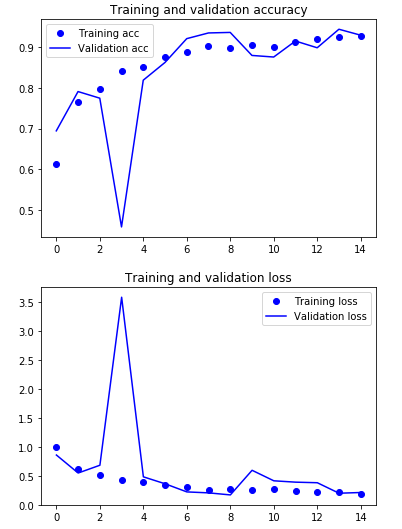 Training and validation accuracy
Training acc
Validation acc
0.9
0.8
0.7
0.6
0.5
0 2 4 6 8 10 12 14
Training and validation loss
Training loss
Validation loss
3.5
3.0
2.5
2.0
1.5
1.0
0.5
0.0
0 2 4 6 8 10 12 14